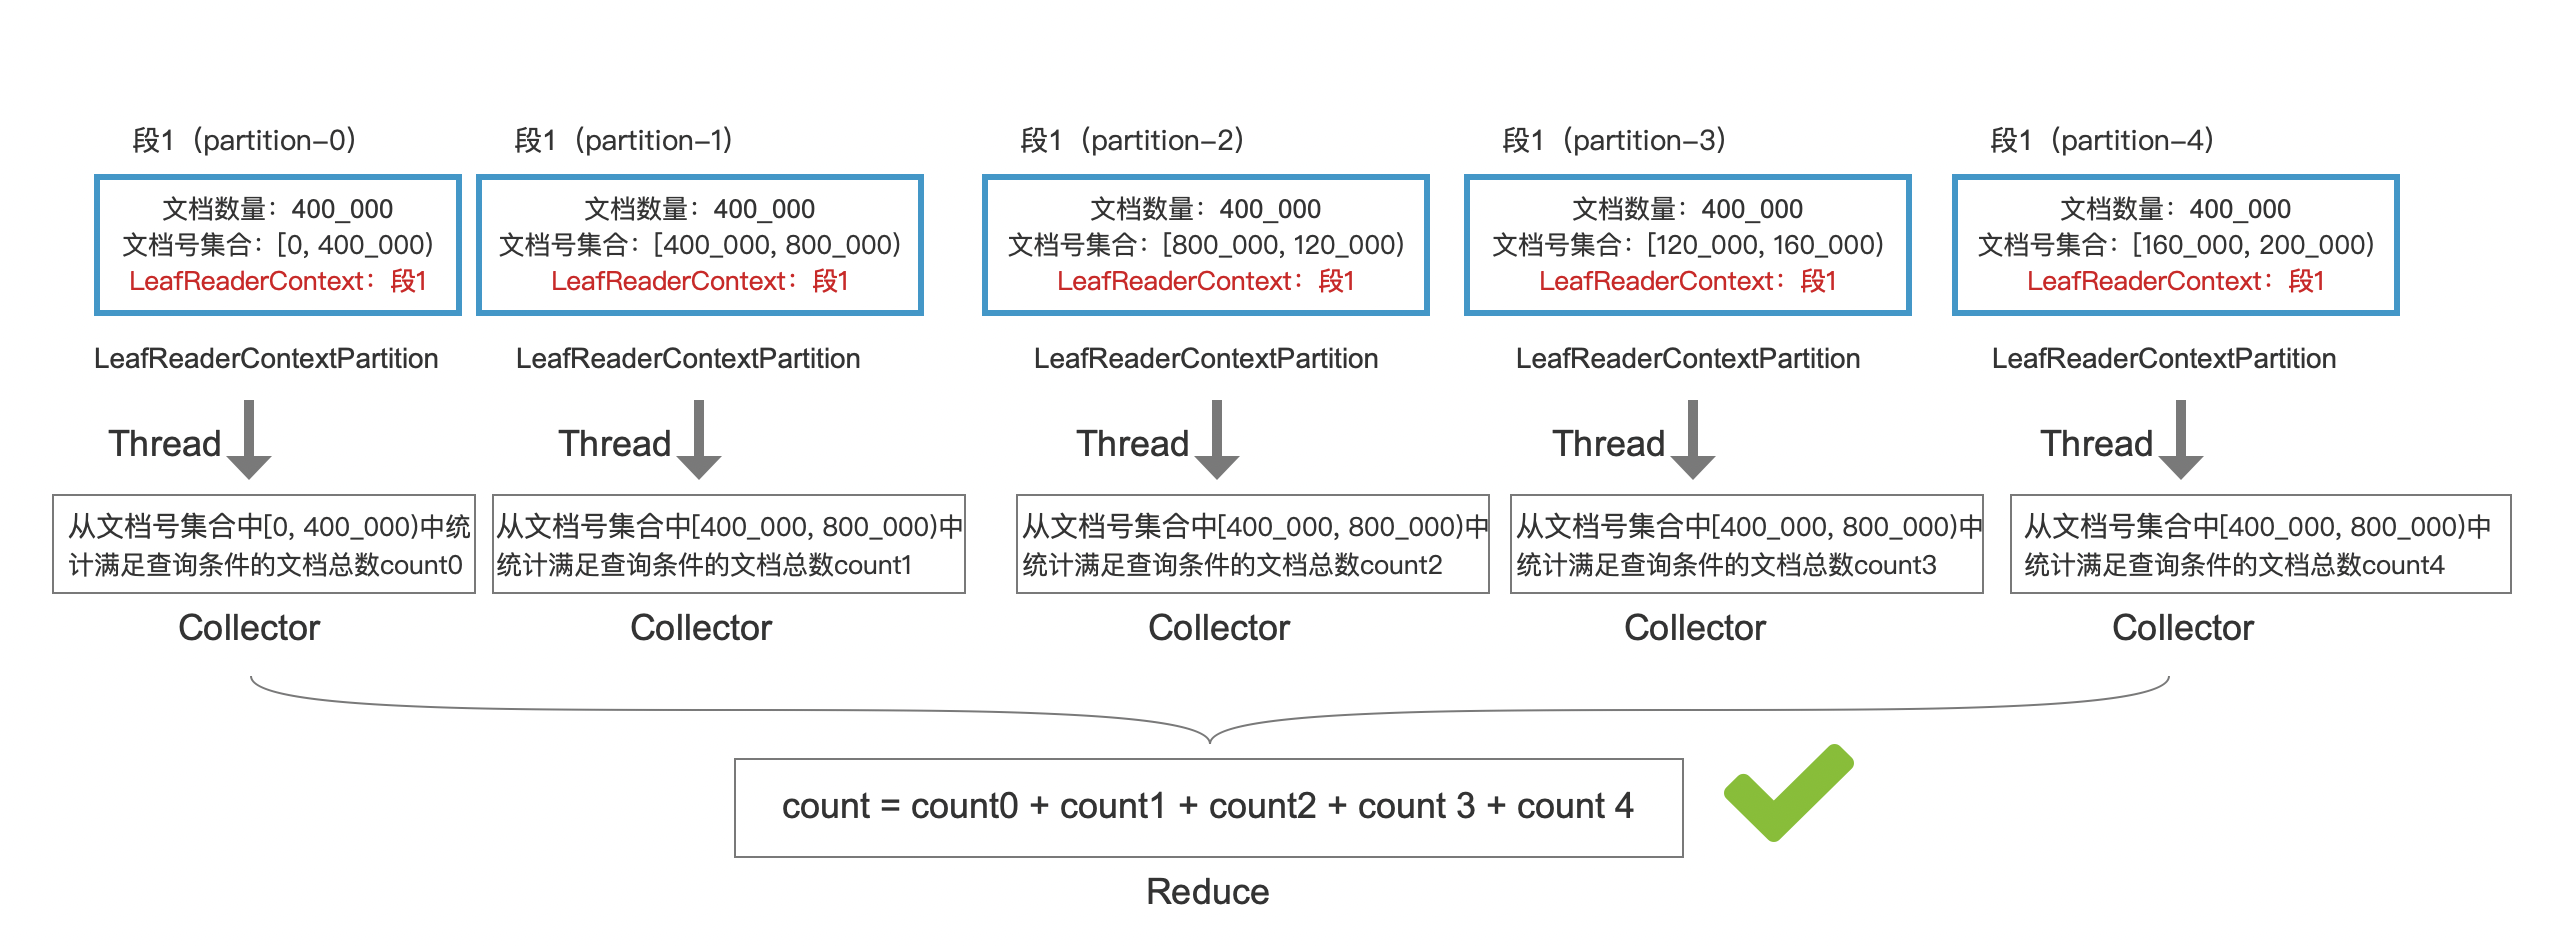 段1（partition-0）
段1（partition-1）
段1（partition-2）
段1（partition-3）
段1（partition-4）
文档数量：400_000
文档号集合：[0, 400_000)
LeafReaderContext：段1
文档数量：400_000
文档号集合：[400_000, 800_000)
LeafReaderContext：段1
文档数量：400_000
文档号集合：[800_000, 120_000)
LeafReaderContext：段1
文档数量：400_000
文档号集合：[120_000, 160_000)
LeafReaderContext：段1
文档数量：400_000
文档号集合：[160_000, 200_000)
LeafReaderContext：段1
LeafReaderContextPartition
LeafReaderContextPartition
LeafReaderContextPartition
LeafReaderContextPartition
LeafReaderContextPartition
Thread
Thread
Thread
Thread
Thread
从文档号集合中[0, 400_000)中统
计满足查询条件的文档总数count0
从文档号集合中[400_000, 800_000)中
统计满足查询条件的文档总数count1
从文档号集合中[400_000, 800_000)中
统计满足查询条件的文档总数count2
从文档号集合中[400_000, 800_000)中
统计满足查询条件的文档总数count3
从文档号集合中[400_000, 800_000)中
统计满足查询条件的文档总数count4
Collector
Collector
Collector
Collector
Collector
count = count0 + count1 + count2 + count 3 + count 4
Reduce